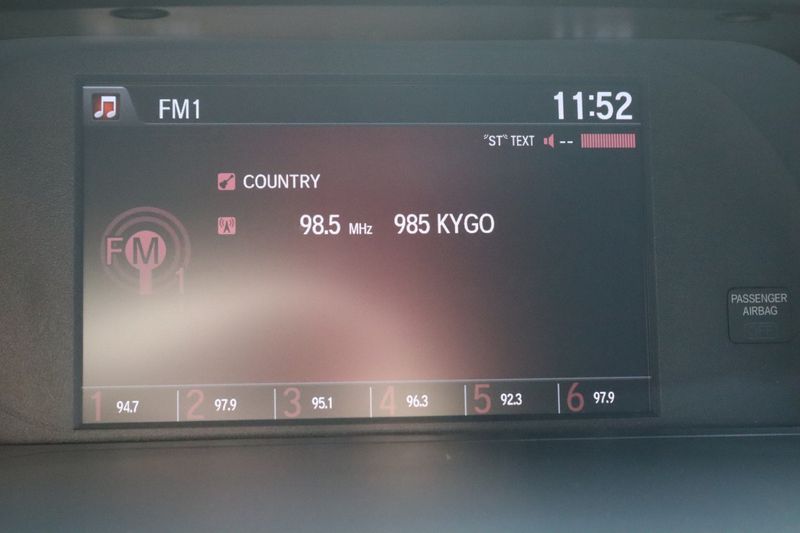 FM1
11:52
"ST" TEXT --
COUNTRY
FM 1
98.5 MHz 985 KYGO
PASSENGER
AIRBAG
1 94.7 2 97.9 3 95.1 4 96.3 5 92.3 6 97.9